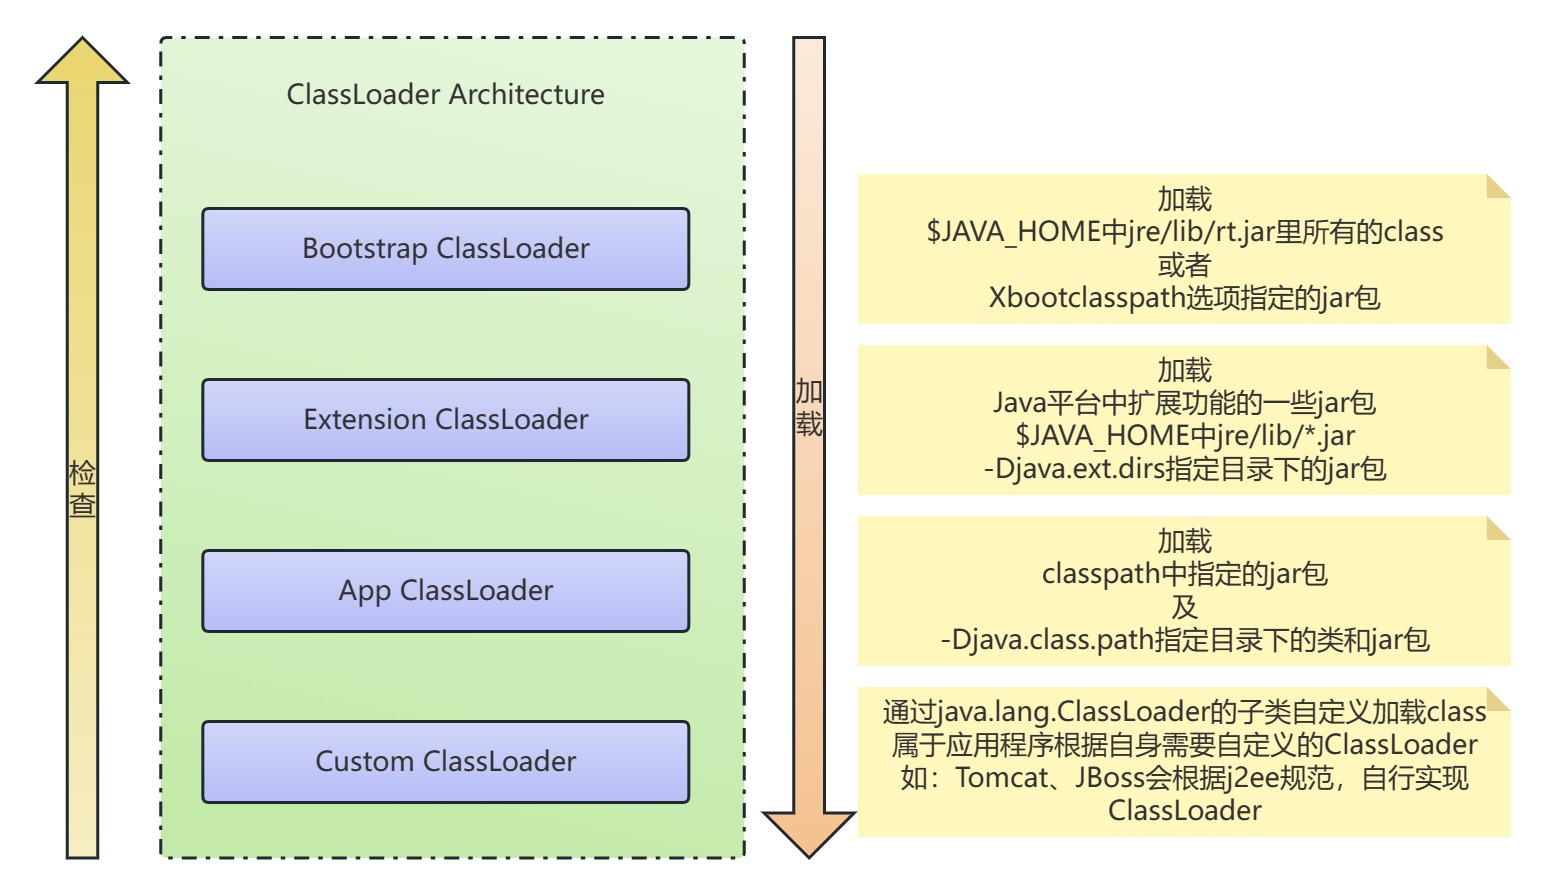 ClassLoader Architecture
Bootstrap ClassLoader
Extension ClassLoader
App ClassLoader
Custom ClassLoader
检
查
加
载
加载
$JAVA_HOME中jre/lib/rt.jar里所有的class
或者
Xbootclasspath选项指定的jar包
加载
Java平台中扩展功能的一些jar包
$JAVA_HOME中jre/lib/*.jar
-Djava.ext.dirs指定目录下的jar包
加载
classpath中指定的jar包
及
-Djava.class.path指定目录下的类和jar包
通过java.lang.ClassLoader的子类自定义加载class
属于应用程序根据自身需要自定义的ClassLoader
如：Tomcat、JBoss会根据j2ee规范，自行实现
ClassLoader